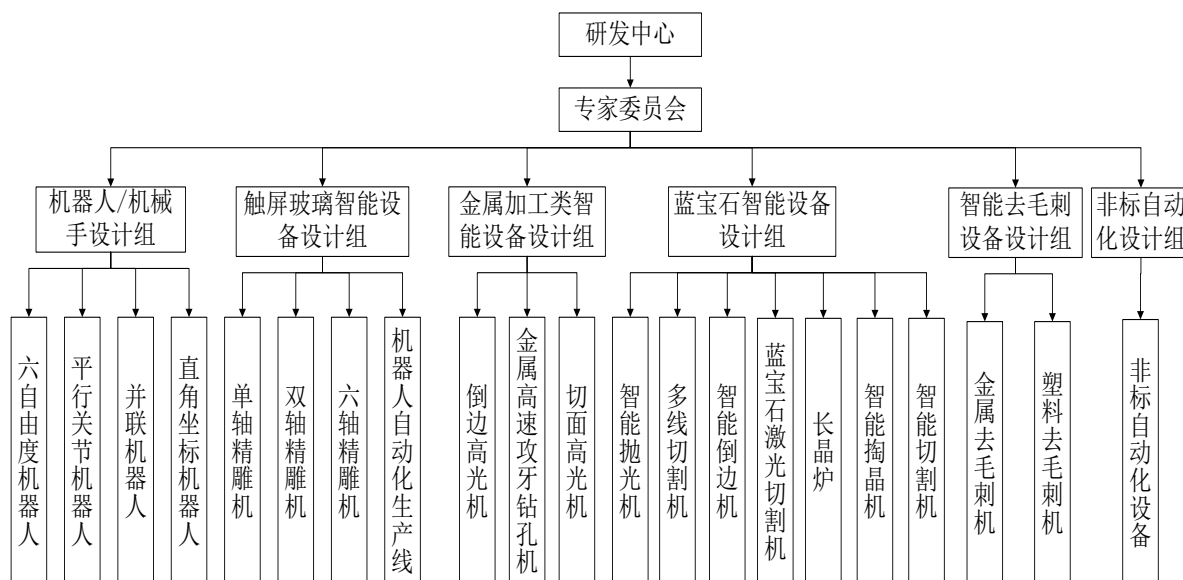 研发中心
专家委员会
机器人/机械
手设计组
触屏玻璃智能设
备设计组
金属加工类智
能设备设计组
蓝宝石智能设备
设计组
智能去毛刺
设备设计组
非标自动
化设计组
六自由度机器人
平行关节机器人
并联机器人
直角坐标机器人
单轴精雕机
双轴精雕机
六轴精雕机
机器人自动化生产线
倒边高光机
金属高速攻牙钻孔机
切面高光机
智能抛光机
多线切割机
智能倒边机
蓝宝石激光切割机
长晶炉
智能掏晶机
智能切割机
金属去毛刺机
塑料去毛刺机
非标自动化设备